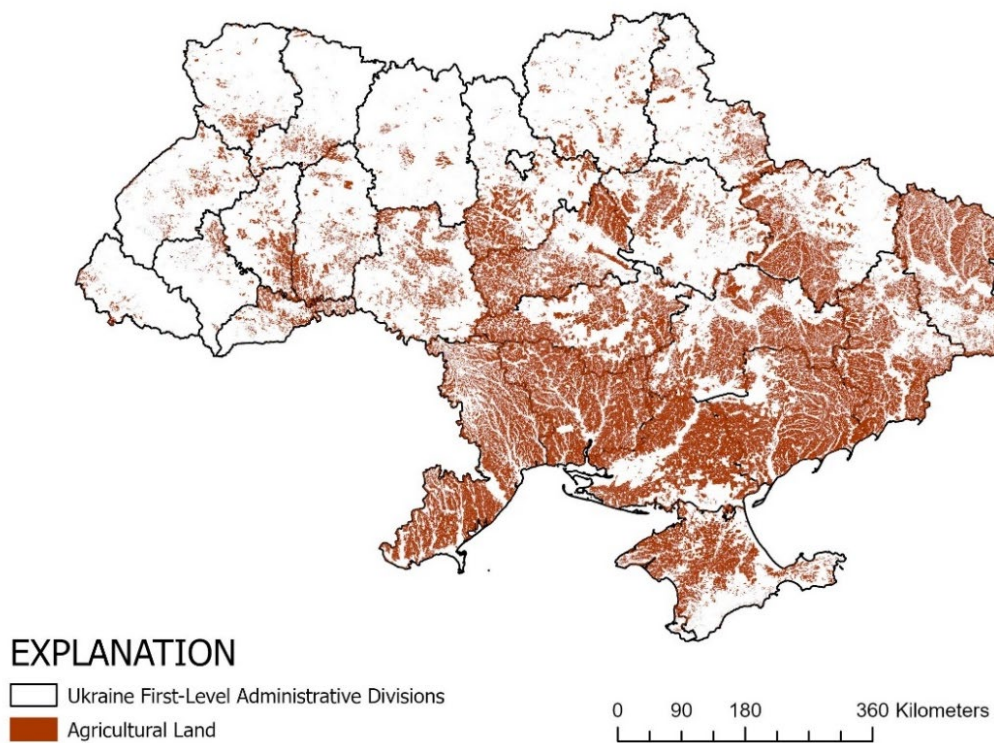 EXPLANATION
Ukraine First-Level Administrative Divisions
Agricultural Land
0 90 180 360 Kilometers